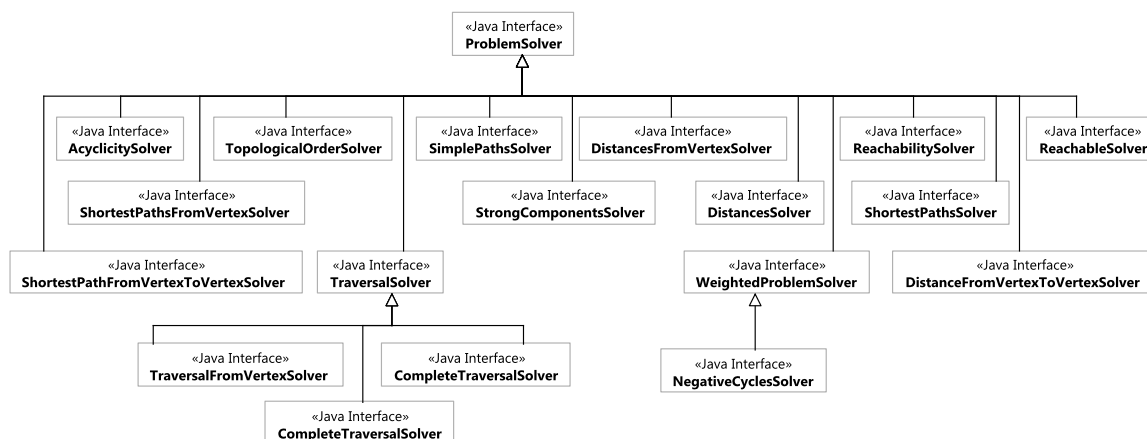 «Java Interface»
ProblemSolver
«Java Interface»
AcyclicitySolver
«Java Interface»
TopologicalOrderSolver
«Java Interface»
SimplePathsSolver
«Java Interface»
DistancesFromVertexSolver
«Java Interface»
ReachabilitySolver
«Java Interface»
ReachableSolver
«Java Interface»
ShortestPathsFromVertexSolver
«Java Interface»
StrongComponentsSolver
«Java Interface»
DistancesSolver
«Java Interface»
ShortestPathsSolver
«Java Interface»
ShortestPathFromVertexToVertexSolver
«Java Interface»
TraversalSolver
«Java Interface»
WeightedProblemSolver
«Java Interface»
DistanceFromVertexToVertexSolver
«Java Interface»
TraversalFromVertexSolver
«Java Interface»
CompleteTraversalSolver
«Java Interface»
NegativeCyclesSolver
«Java Interface»
CompleteTraversalSolver